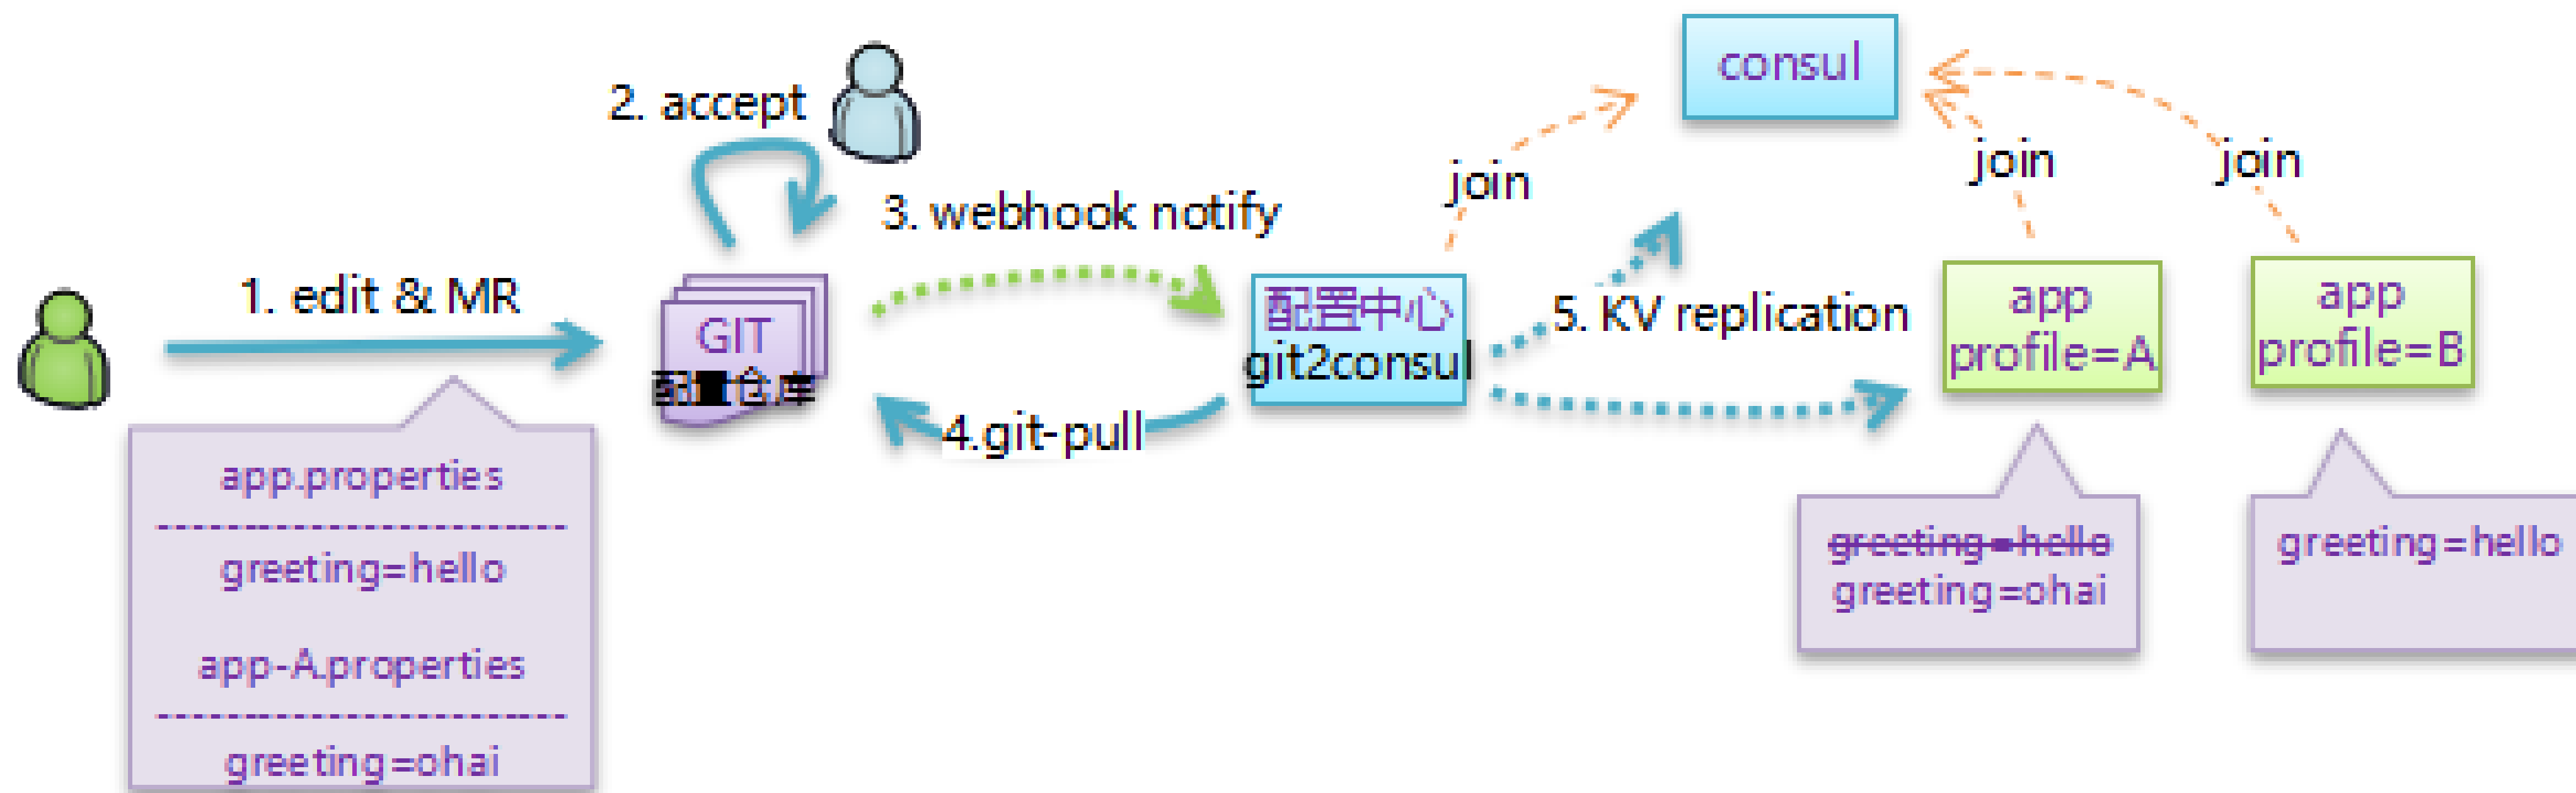 consul
2. accept
join
join
join
3. webhook notify
1. edit & MR
GIT
配置仓库
配置中心
git2consul
5. KV replication
app
profile=A
app
profile=B
4.git-pull
app.properties
greeting=hello
app-A.properties
greeting=ohai
greeting=hello
greeting=ohai
greeting=hello